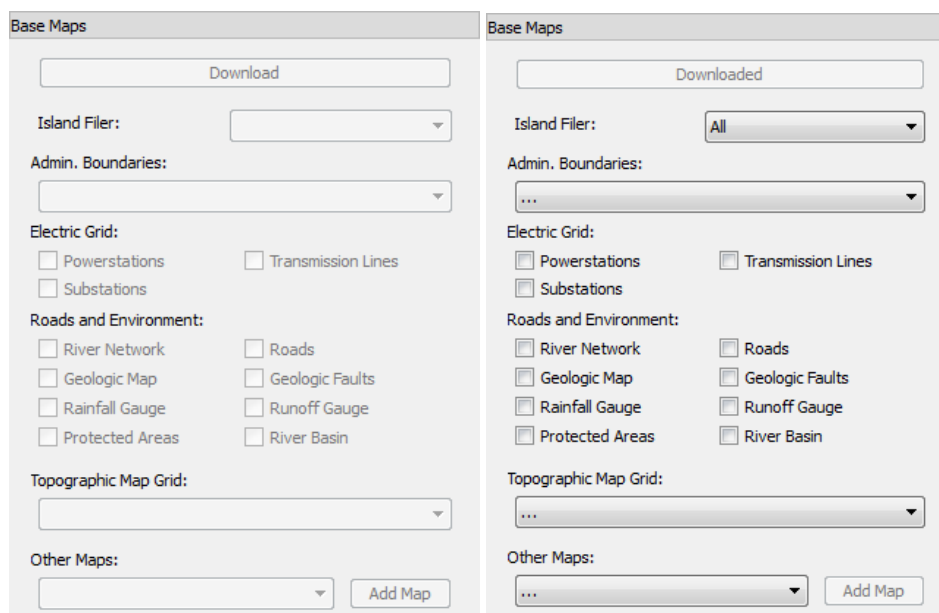 Base Maps
Download
Island Filer:
Admin. Boundaries:
Electric Grid:
Powerstations Transmission Lines
Substations
Roads and Environment:
River Network Roads
Geologic Map Geologic Faults
Rainfall Gauge Runoff Gauge
Protected Areas River Basin
Topographic Map Grid:
Other Maps:
Add Map
Base Maps
Downloaded
Island Filer: All
Admin. Boundaries:
...
Electric Grid:
Powerstations Transmission Lines
Substations
Roads and Environment:
River Network Roads
Geologic Map Geologic Faults
Rainfall Gauge Runoff Gauge
Protected Areas River Basin
Topographic Map Grid:
...
Other Maps:
... Add Map